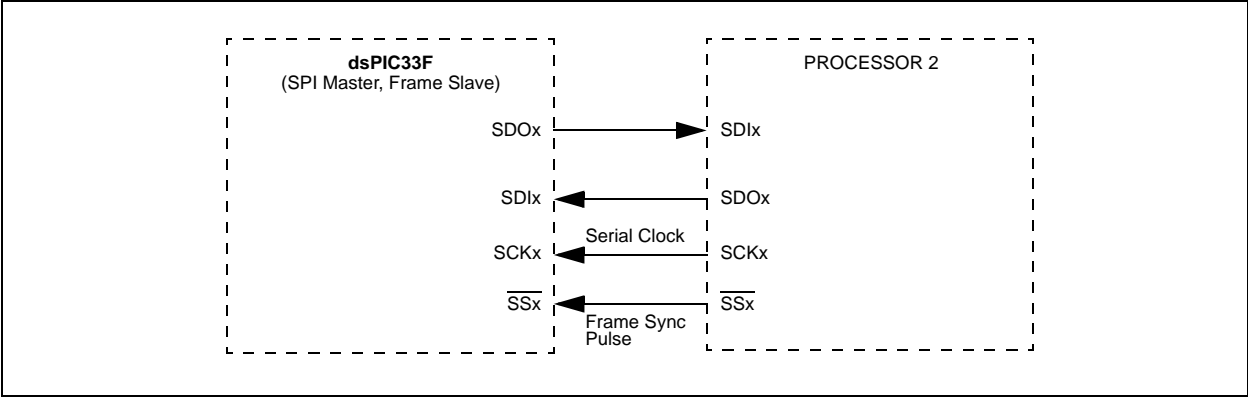 dsPIC33F
(SPI Master, Frame Slave)
PROCESSOR 2
SDOx
SDIx
SDIx
SDOx
Serial Clock
SCKx
SCKx
SSx
SSx
Frame Sync
Pulse